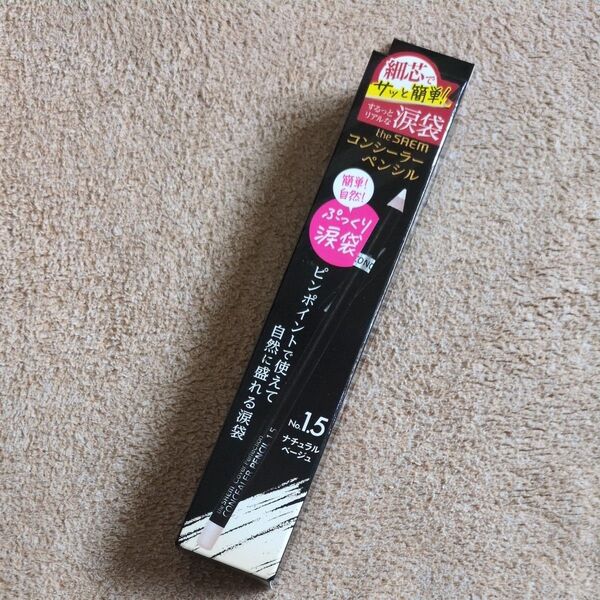 細芯で
サッと簡単!
するっと
リアルな
涙袋
the SAEM
コンシーラー
ペンシル
簡単!
自然!
ぷっくり
涙袋
ピンポイントで使えて
自然に盛れる涙袋
No.1.5
ナチュラル
ベージュ